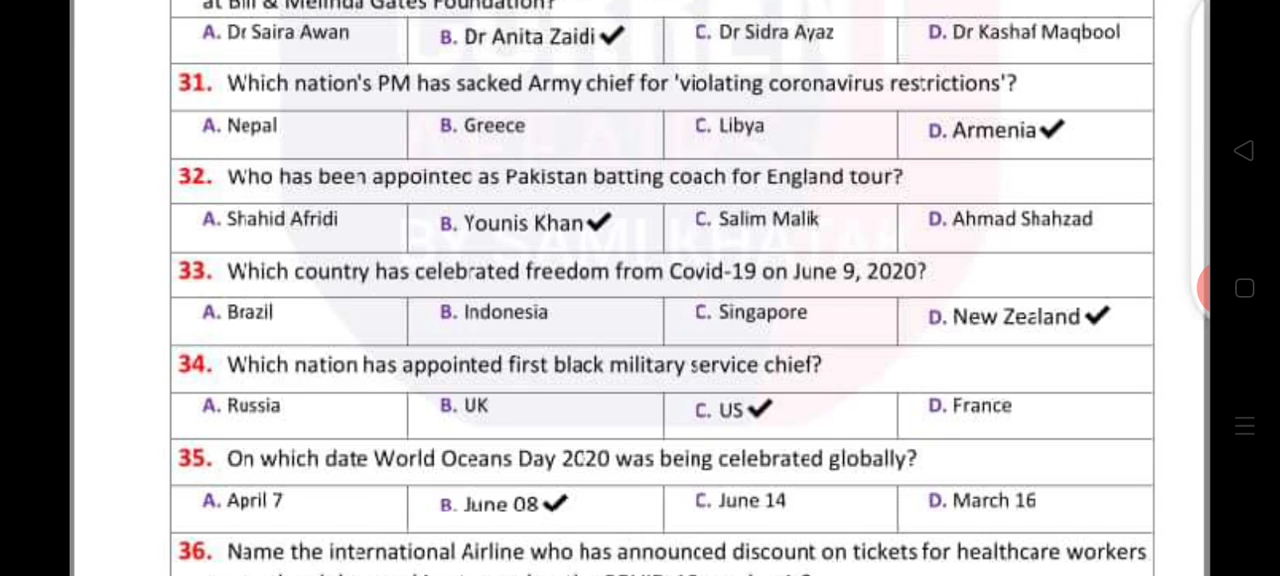 at Bill & Melinda Gates Foundation?
A. Dr Saira Awan B. Dr Anita Zaidi✔ C. Dr Sidra Ayaz D. Dr Kashaf Maqbool
31. Which nation's PM has sacked Army chief for 'violating coronavirus restrictions'?
A. Nepal B. Greece C. Libya D. Armenia✔
32. Who has been appointed as Pakistan batting coach for England tour?
A. Shahid Afridi B. Younis Khan✔ C. Salim Malik D. Ahmad Shahzad
33. Which country has celebrated freedom from Covid-19 on June 9, 2020?
A. Brazil B. Indonesia C. Singapore D. New Zealand✔
34. Which nation has appointed first black military service chief?
A. Russia B. UK C. US✔ D. France
35. On which date World Oceans Day 2020 was being celebrated globally?
A. April 7 B. June 08✔ C. June 14 D. March 16
36. Name the international Airline who has announced discount on tickets for healthcare workers